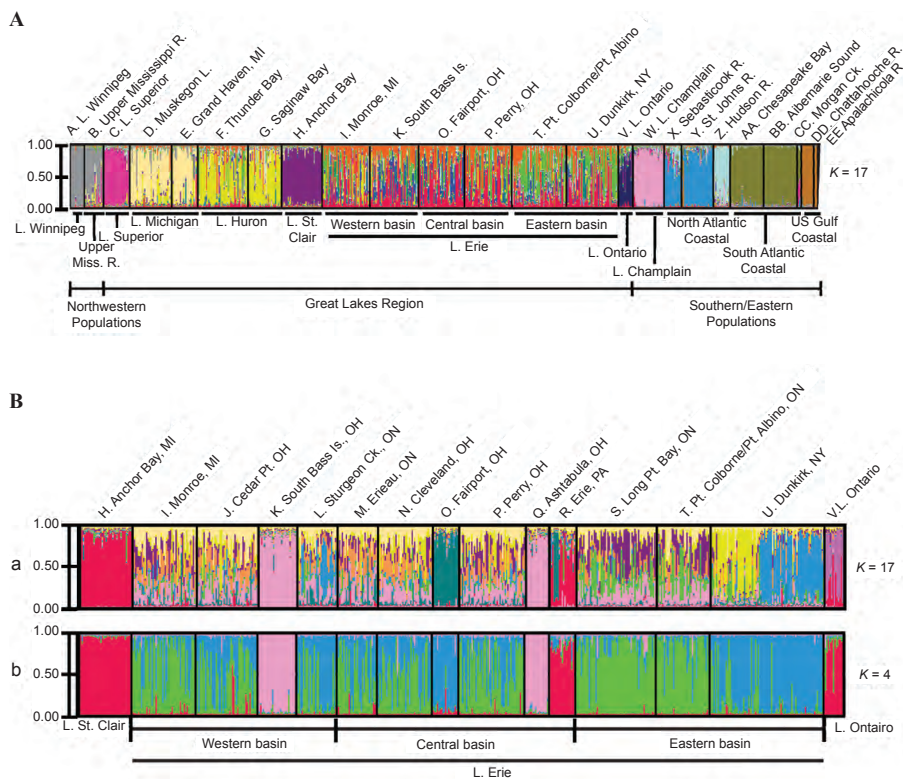 A
A. L. Winnipeg
B. Upper Mississippi R.
C. L. Superior
D. Muskegon L.
E. Grand Haven, MI
F. Thunder Bay
G. Saginaw Bay
H. Anchor Bay
I. Monroe, MI
K. South Bass Is.
O. Fairport, OH
P. Perry, OH
T. Pt. Colborne/Pt. Albino
U. Dunkirk, NY
V. L. Ontario
W. L. Champlain
X. Sebasticook R.
Y. St. Johns R.
Z. Hudson R.
AA. Chesapeake Bay
BB. Albemarie Sound
CC. Morgan Ck.
DD. Chattahooche R.
EE Apalachicola R.
1.00
0.50
0.00
K = 17
L. Winnipeg
Upper Miss. R.
L. Superior
L. Michigan
L. Huron
L. St. Clair
Western basin
Central basin
Eastern basin
L. Erie
L. Ontario
L. Champlain
North Atlantic Coastal
South Atlantic Coastal
US Gulf Coastal
Northwestern Populations
Great Lakes Region
Southern/Eastern Populations
B
H. Anchor Bay, MI
I. Monroe, MI
J. Cedar Pt. OH
K. South Bass Is., OH
L. Sturgeon Ck., ON
M. Erieau, ON
N. Cleveland, OH
O. Fairport, OH
P. Perry, OH
Q. Ashtabula, OH
R. Erie, PA
S. Long Pt. Bay, ON
T. Pt. Colborne/Pt. Albino, ON
U. Dunkirk, NY
V.L. Ontario
a
1.00
0.50
0.00
K = 17
b
1.00
0.50
0.00
K = 4
L. St. Clair
Western basin
Central basin
Eastern basin
L. Ontairo
L. Erie